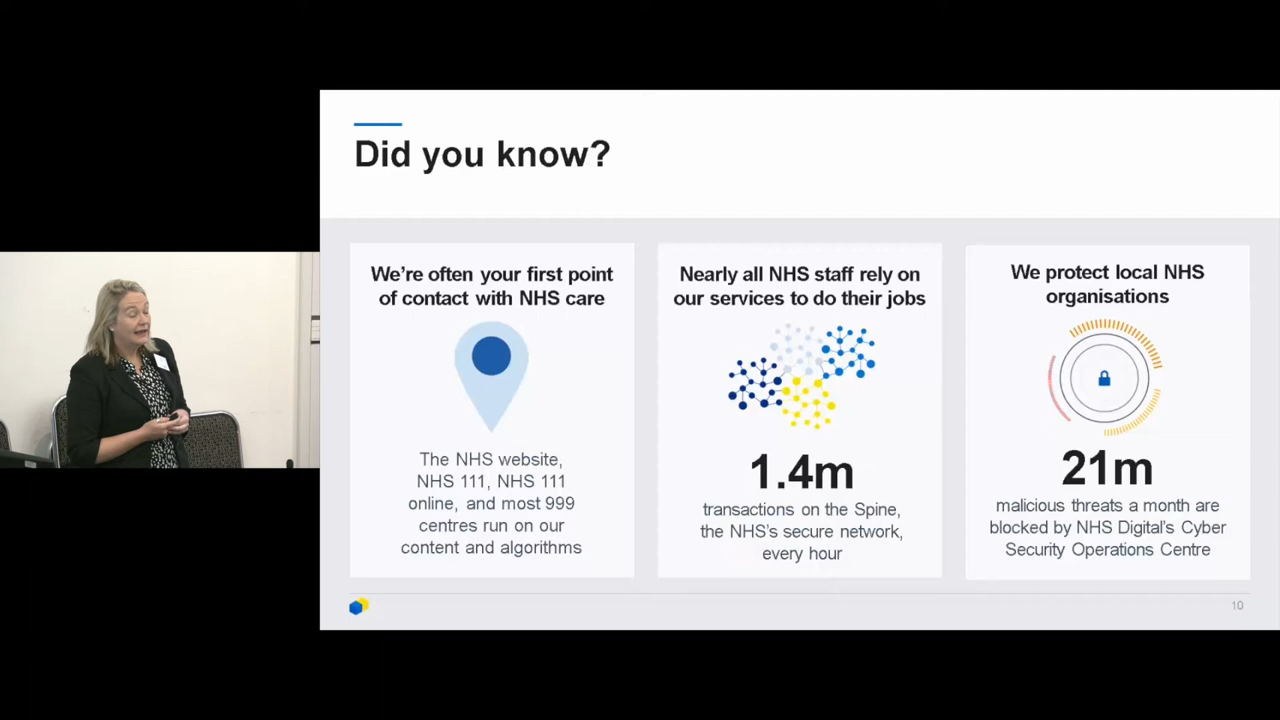 Did you know?
We’re often your first point
of contact with NHS care
The NHS website,
NHS 111, NHS 111
online, and most 999
centres run on our
content and algorithms
Nearly all NHS staff rely on
our services to do their jobs
1.4m
transactions on the Spine,
the NHS’s secure network,
every hour
We protect local NHS
organisations
21m
malicious threats a month are
blocked by NHS Digital’s Cyber
Security Operations Centre
10